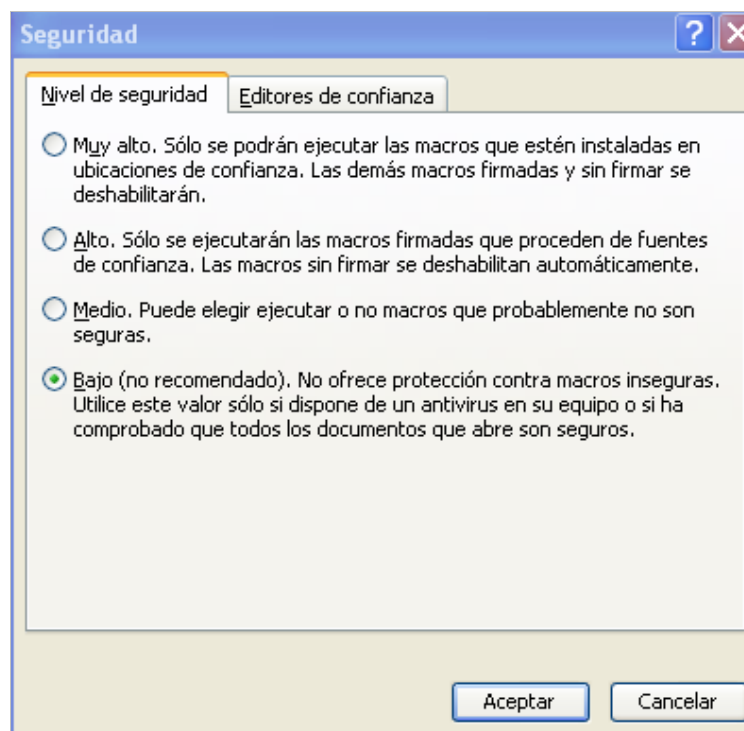 Seguridad
Nivel de seguridad
Editores de confianza
Muy alto. Sólo se podrán ejecutar las macros que estén instaladas en
ubicaciones de confianza. Las demás macros firmadas y sin firmar se
deshabilitarán.
Alto. Sólo se ejecutarán las macros firmadas que proceden de fuentes
de confianza. Las macros sin firmar se deshabilitan automáticamente.
Medio. Puede elegir ejecutar o no macros que probablemente no son
seguras.
Bajo (no recomendado). No ofrece protección contra macros inseguras.
Utilice este valor sólo si dispone de un antivirus en su equipo o si ha
comprobado que todos los documentos que abre son seguros.
Aceptar
Cancelar